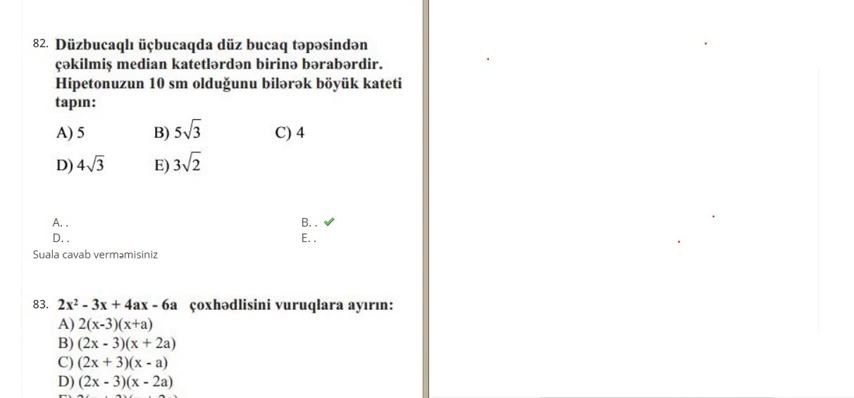 82. Düzbucaqlı üçbucaqda düz bucaq təpəsindən
çəkilmiş median katetlərdən birinə bərabərdir.
Hipetonuzun 10 sm olduğunu bilərək böyük kateti
tapın:
A) 5 B) 5√3 C) 4
D) 4√3 E) 3√2
A. . B. . ✔
D. . E. .
Suala cavab verməmisiniz
83. 2x² - 3x + 4ax - 6a çoxhədlisini vuruqlara ayırın:
A) 2(x-3)(x+a)
B) (2x - 3)(x + 2a)
C) (2x + 3)(x - a)
D) (2x - 3)(x - 2a)